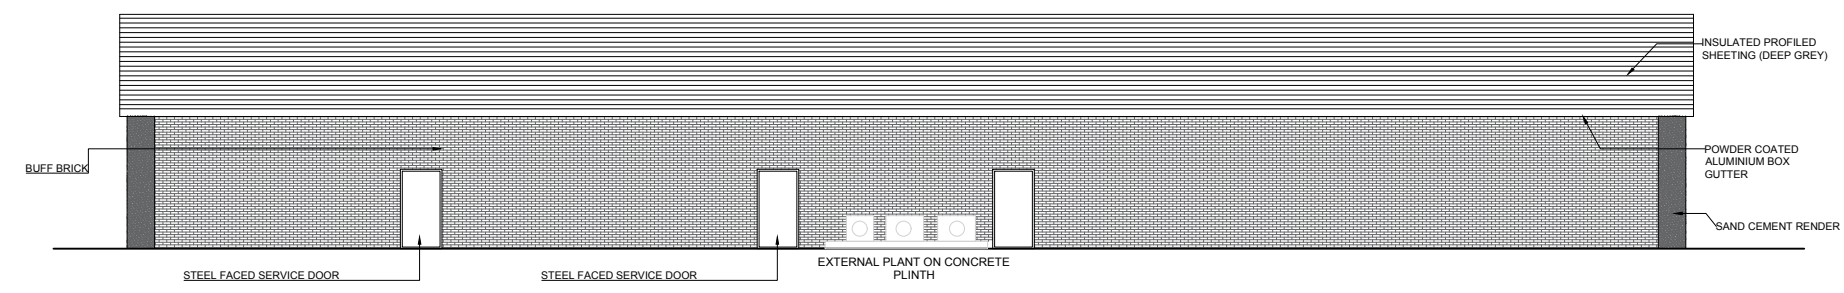 INSULATED PROFILED
SHEETING (DEEP GREY)
POWDER COATED
ALUMINIUM BOX
GUTTER
BUFF BRICK
SAND CEMENT RENDER
STEEL FACED SERVICE DOOR
STEEL FACED SERVICE DOOR
EXTERNAL PLANT ON CONCRETE
PLINTH